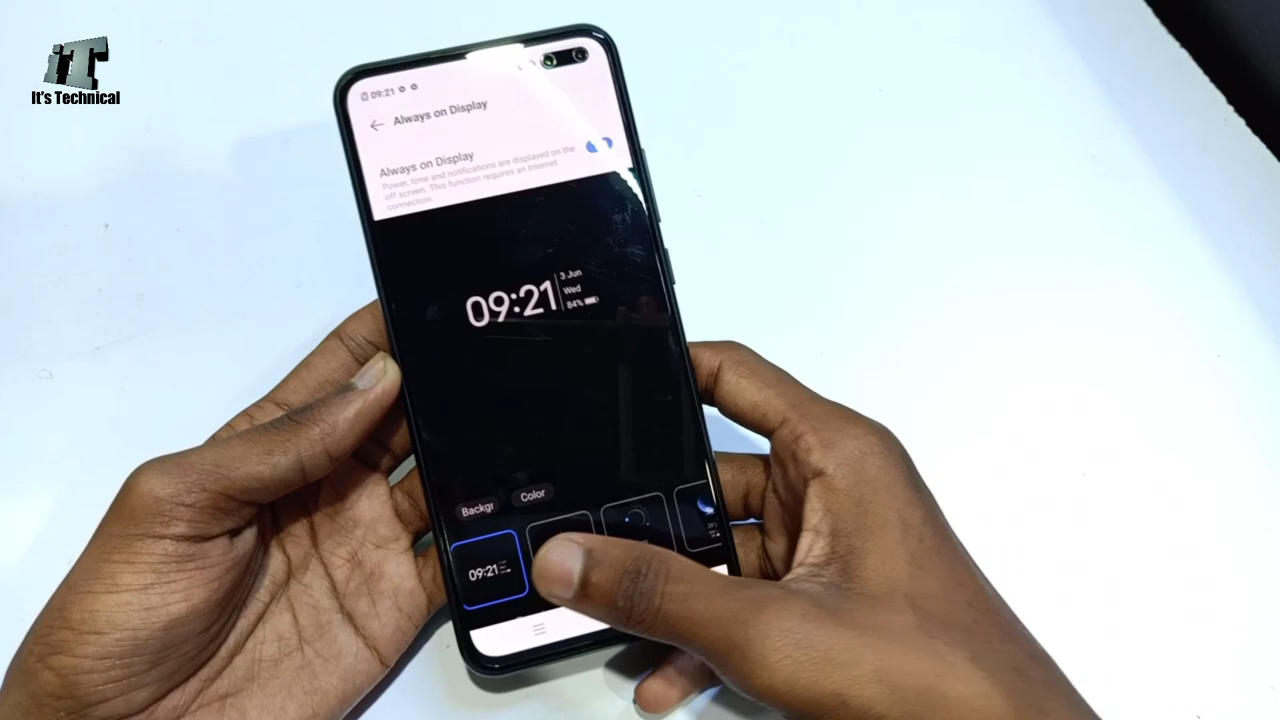 iT
It's Technical
09:21
Always on Display
Always on Display
Power, time and notifications are displayed on the
off screen. This function requires an Internet
connection.
09:21
3 Jun
Wed
84%
Backgr
Color
09:21